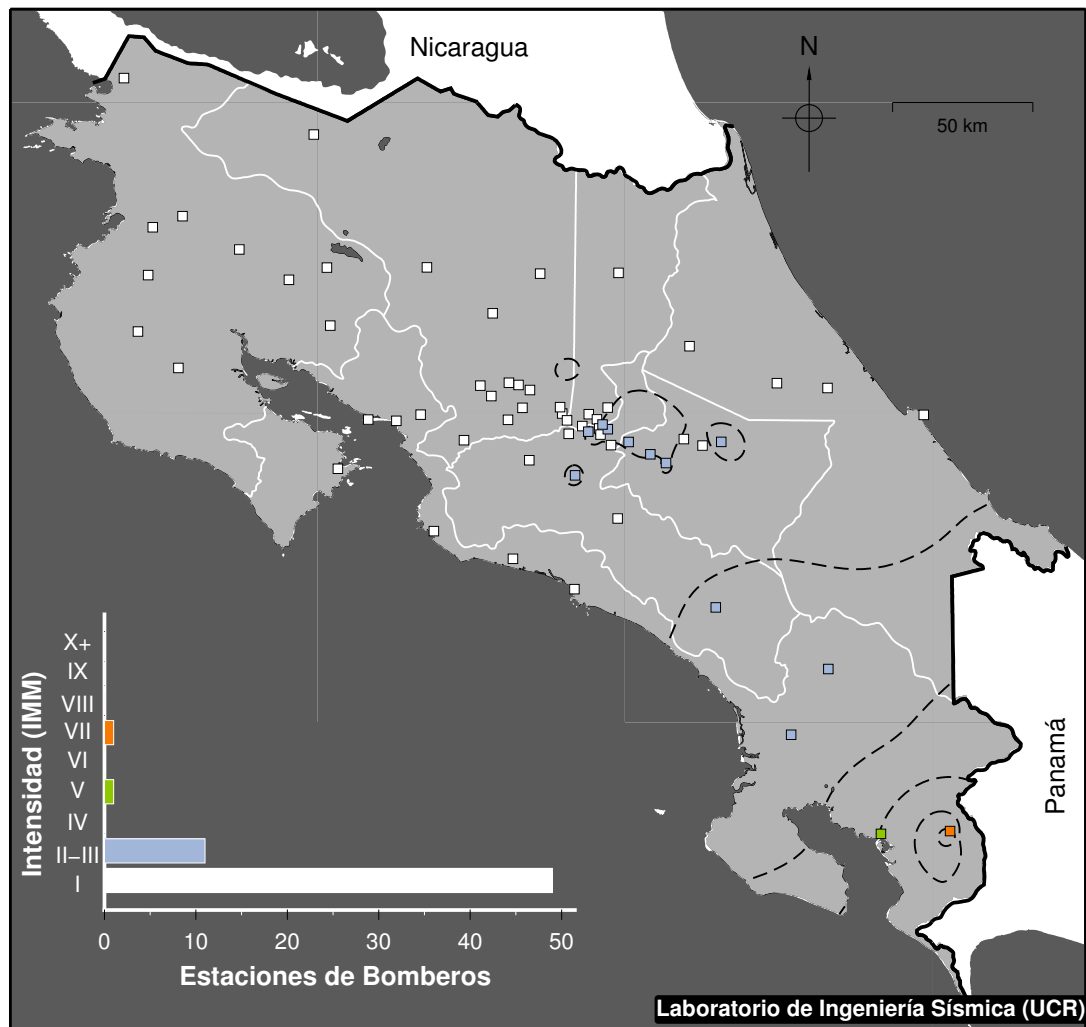 Nicaragua
N
50 km
Panamá
Intensidad (IMM)
X+
IX
VIII
VII
VI
V
IV
II–III
I
0 10 20 30 40 50
Estaciones de Bomberos
Laboratorio de Ingeniería Sísmica (UCR)